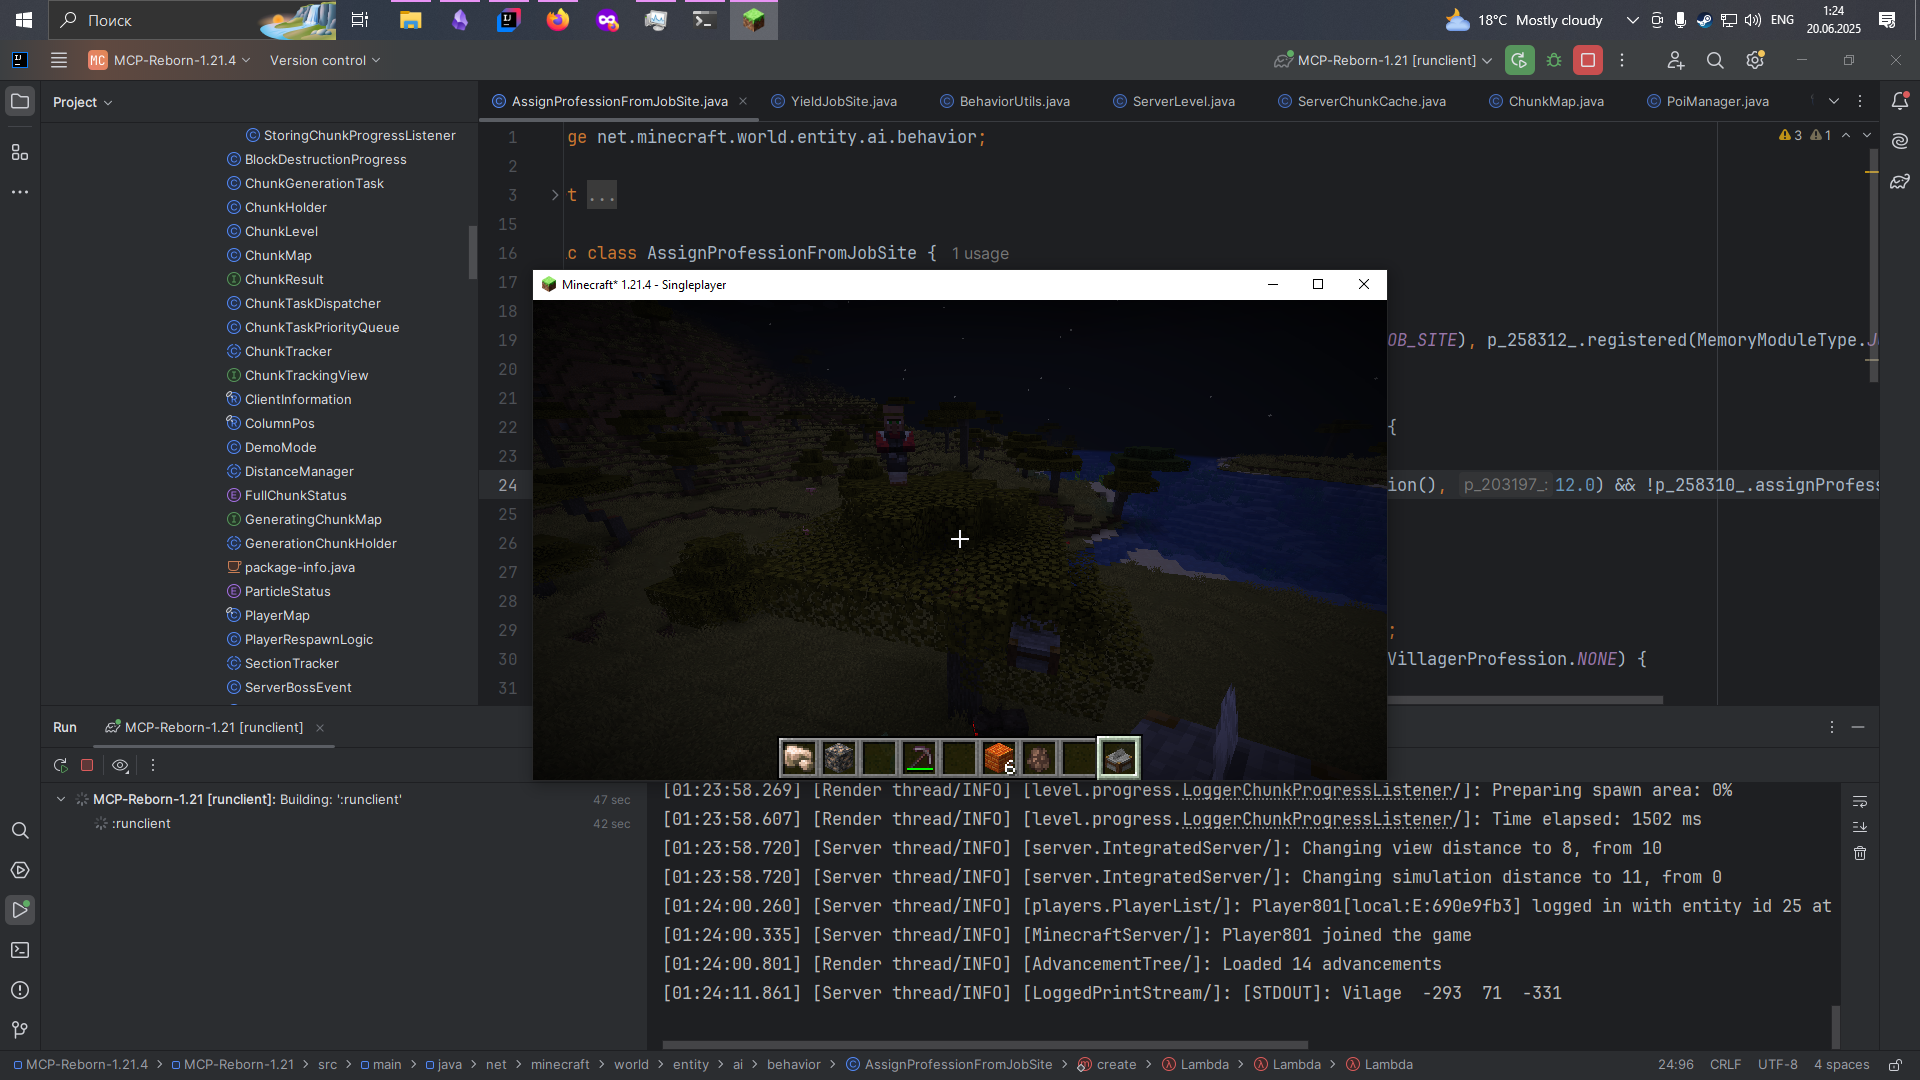 Поиск
18°C Mostly cloudy
ENG
1:24
20.06.2025
MC MCP-Reborn-1.21.4
Version control
MCP-Reborn-1.21 [runclient]
Project
AssignProfessionFromJobSite.java
YieldJobSite.java
BehaviorUtils.java
ServerLevel.java
ServerChunkCache.java
ChunkMap.java
PoiManager.java
StoringChunkProgressListener
BlockDestructionProgress
ChunkGenerationTask
ChunkHolder
ChunkLevel
ChunkMap
ChunkResult
ChunkTaskDispatcher
ChunkTaskPriorityQueue
ChunkTracker
ChunkTrackingView
ClientInformation
ColumnPos
DemoMode
DistanceManager
FullChunkStatus
GeneratingChunkMap
GenerationChunkHolder
package-info.java
ParticleStatus
PlayerMap
PlayerRespawnLogic
SectionTracker
ServerBossEvent
3 1
1 ge net.minecraft.world.entity.ai.behavior;
2
3 t ...
15
16 c class AssignProfessionFromJobSite { 1 usage
17
18
19 OB_SITE), p_258312_.registered(MemoryModuleType.J
20
21
22 {
23
24 ion(), p_203197_: 12.0) && !p_258310_.assignProfess
25
26
27
28
29 ;
30 VillagerProfession.NONE) {
31
Minecraft* 1.21.4 - Singleplayer
6
Run
MCP-Reborn-1.21 [runclient]
MCP-Reborn-1.21 [runclient]: Building: ':runclient' 47 sec
:runclient 42 sec
[01:23:58.269] [Render thread/INFO] [level.progress.LoggerChunkProgressListener/]: Preparing spawn area: 0%
[01:23:58.607] [Render thread/INFO] [level.progress.LoggerChunkProgressListener/]: Time elapsed: 1502 ms
[01:23:58.720] [Server thread/INFO] [server.IntegratedServer/]: Changing view distance to 8, from 10
[01:23:58.720] [Server thread/INFO] [server.IntegratedServer/]: Changing simulation distance to 11, from 0
[01:24:00.260] [Server thread/INFO] [players.PlayerList/]: Player801[local:E:690e9fb3] logged in with entity id 25 at
[01:24:00.335] [Server thread/INFO] [MinecraftServer/]: Player801 joined the game
[01:24:00.801] [Render thread/INFO] [AdvancementTree/]: Loaded 14 advancements
[01:24:11.861] [Server thread/INFO] [LoggedPrintStream/]: [STDOUT]: Vilage -293 71 -331
MCP-Reborn-1.21.4 > MCP-Reborn-1.21 > src > main > java > net > minecraft > world > entity > ai > behavior > AssignProfessionFromJobSite > create > Lambda > Lambda > Lambda
24:96 CRLF UTF-8 4 spaces